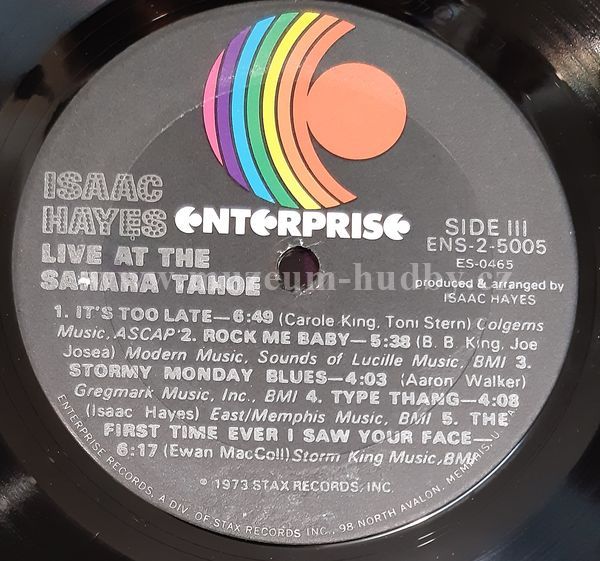 ISAAC
HAYES
ENTERPRISE
SIDE III
LIVE AT THE
SAHARA TAHOE
ENS-2-5005
ES-0465
produced & arranged by
ISAAC HAYES
1. IT'S TOO LATE—6:49 (Carole King, Toni Stern) Colgems
Music, ASCAP 2. ROCK ME BABY—5:38 (B. B. King, Joe
Josea) Modern Music, Sounds of Lucille Music, BMI 3.
STORMY MONDAY BLUES—4:03 (Aaron Walker)
Gregmark Music, Inc., BMI 4. TYPE THANG—4:08
(Isaac Hayes) East/Memphis Music, BMI 5. THE
FIRST TIME EVER I SAW YOUR FACE—
6:17 (Ewan MacColl) Storm King Music, BMI
℗ 1973 STAX RECORDS, INC.
ENTERPRISE RECORDS, A DIV. OF STAX RECORDS INC., 98 NORTH AVALON, MEMPHIS, U.S.A.